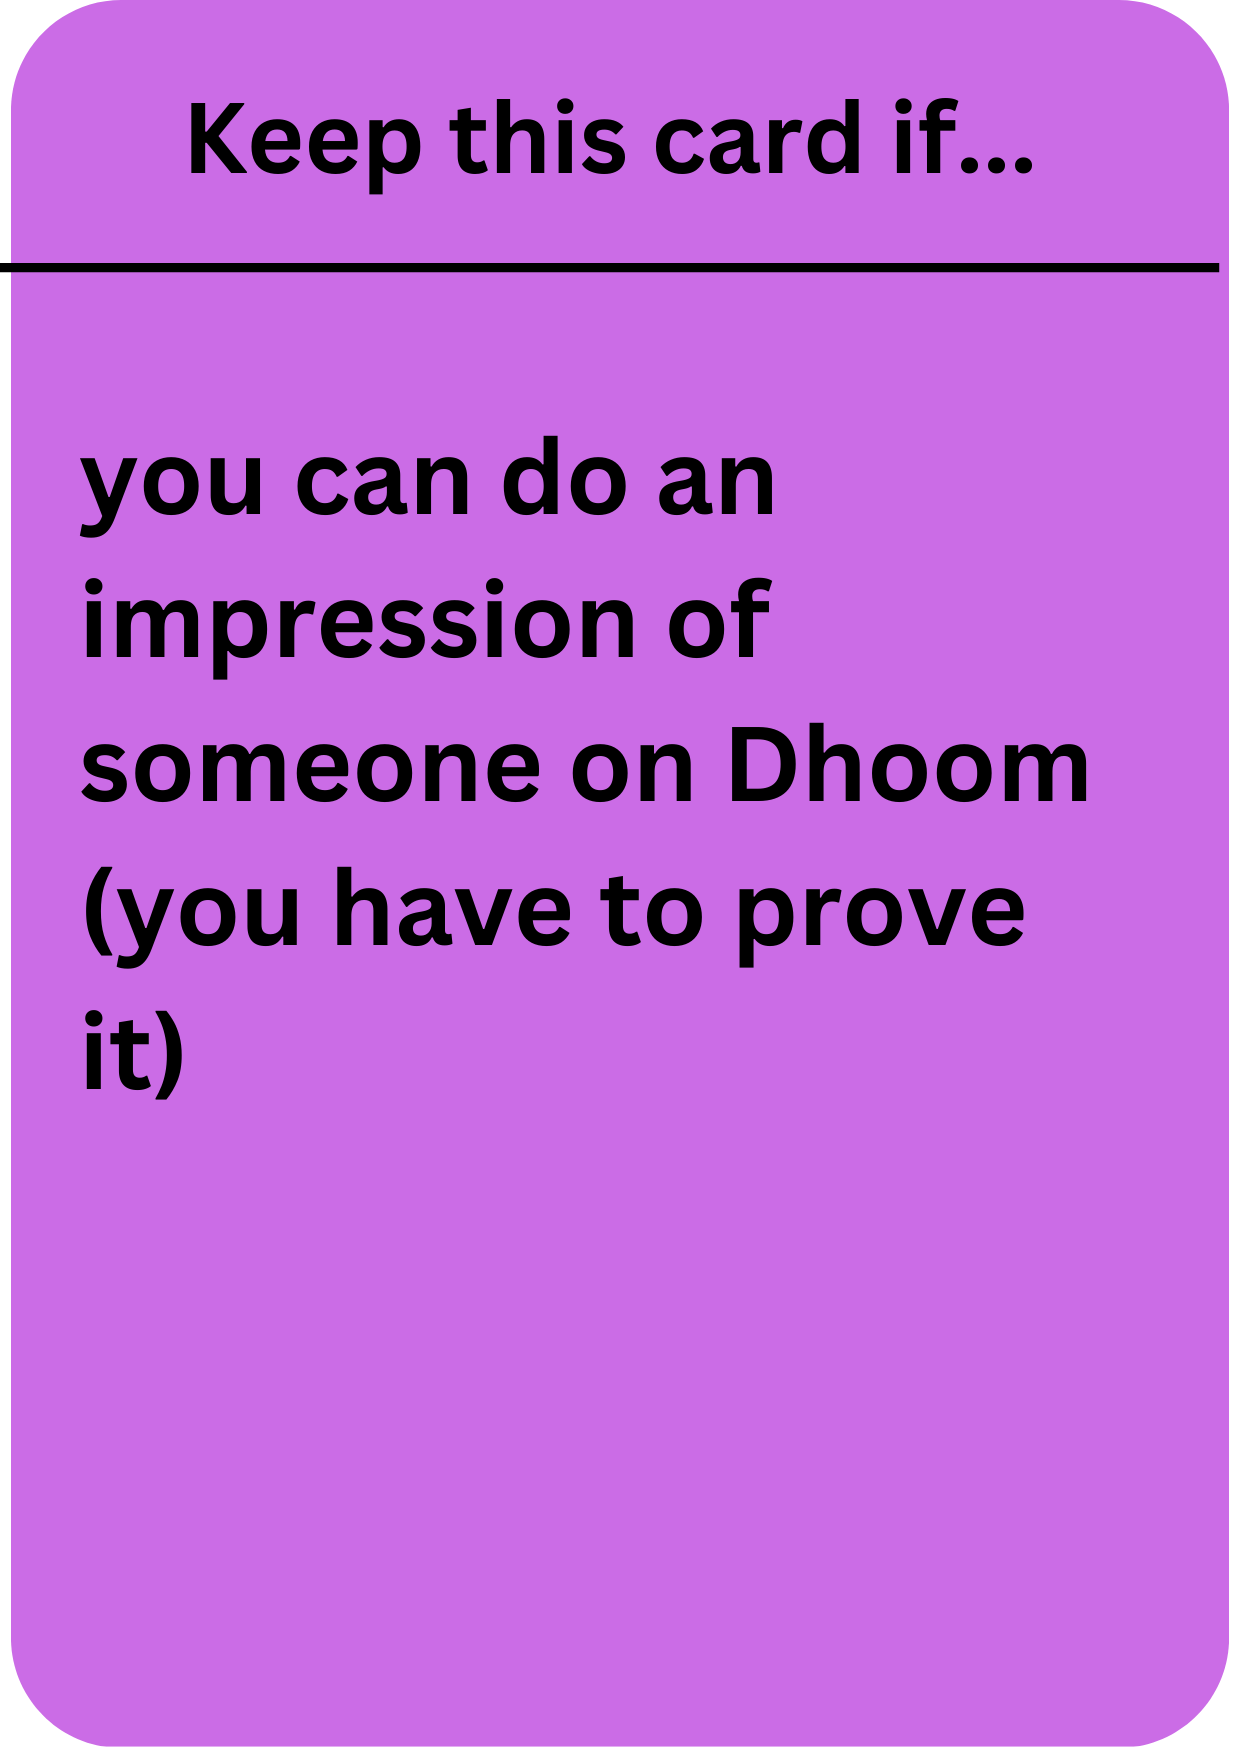 Keep this card if...
you can do an
impression of
someone on Dhoom
(you have to prove
it)